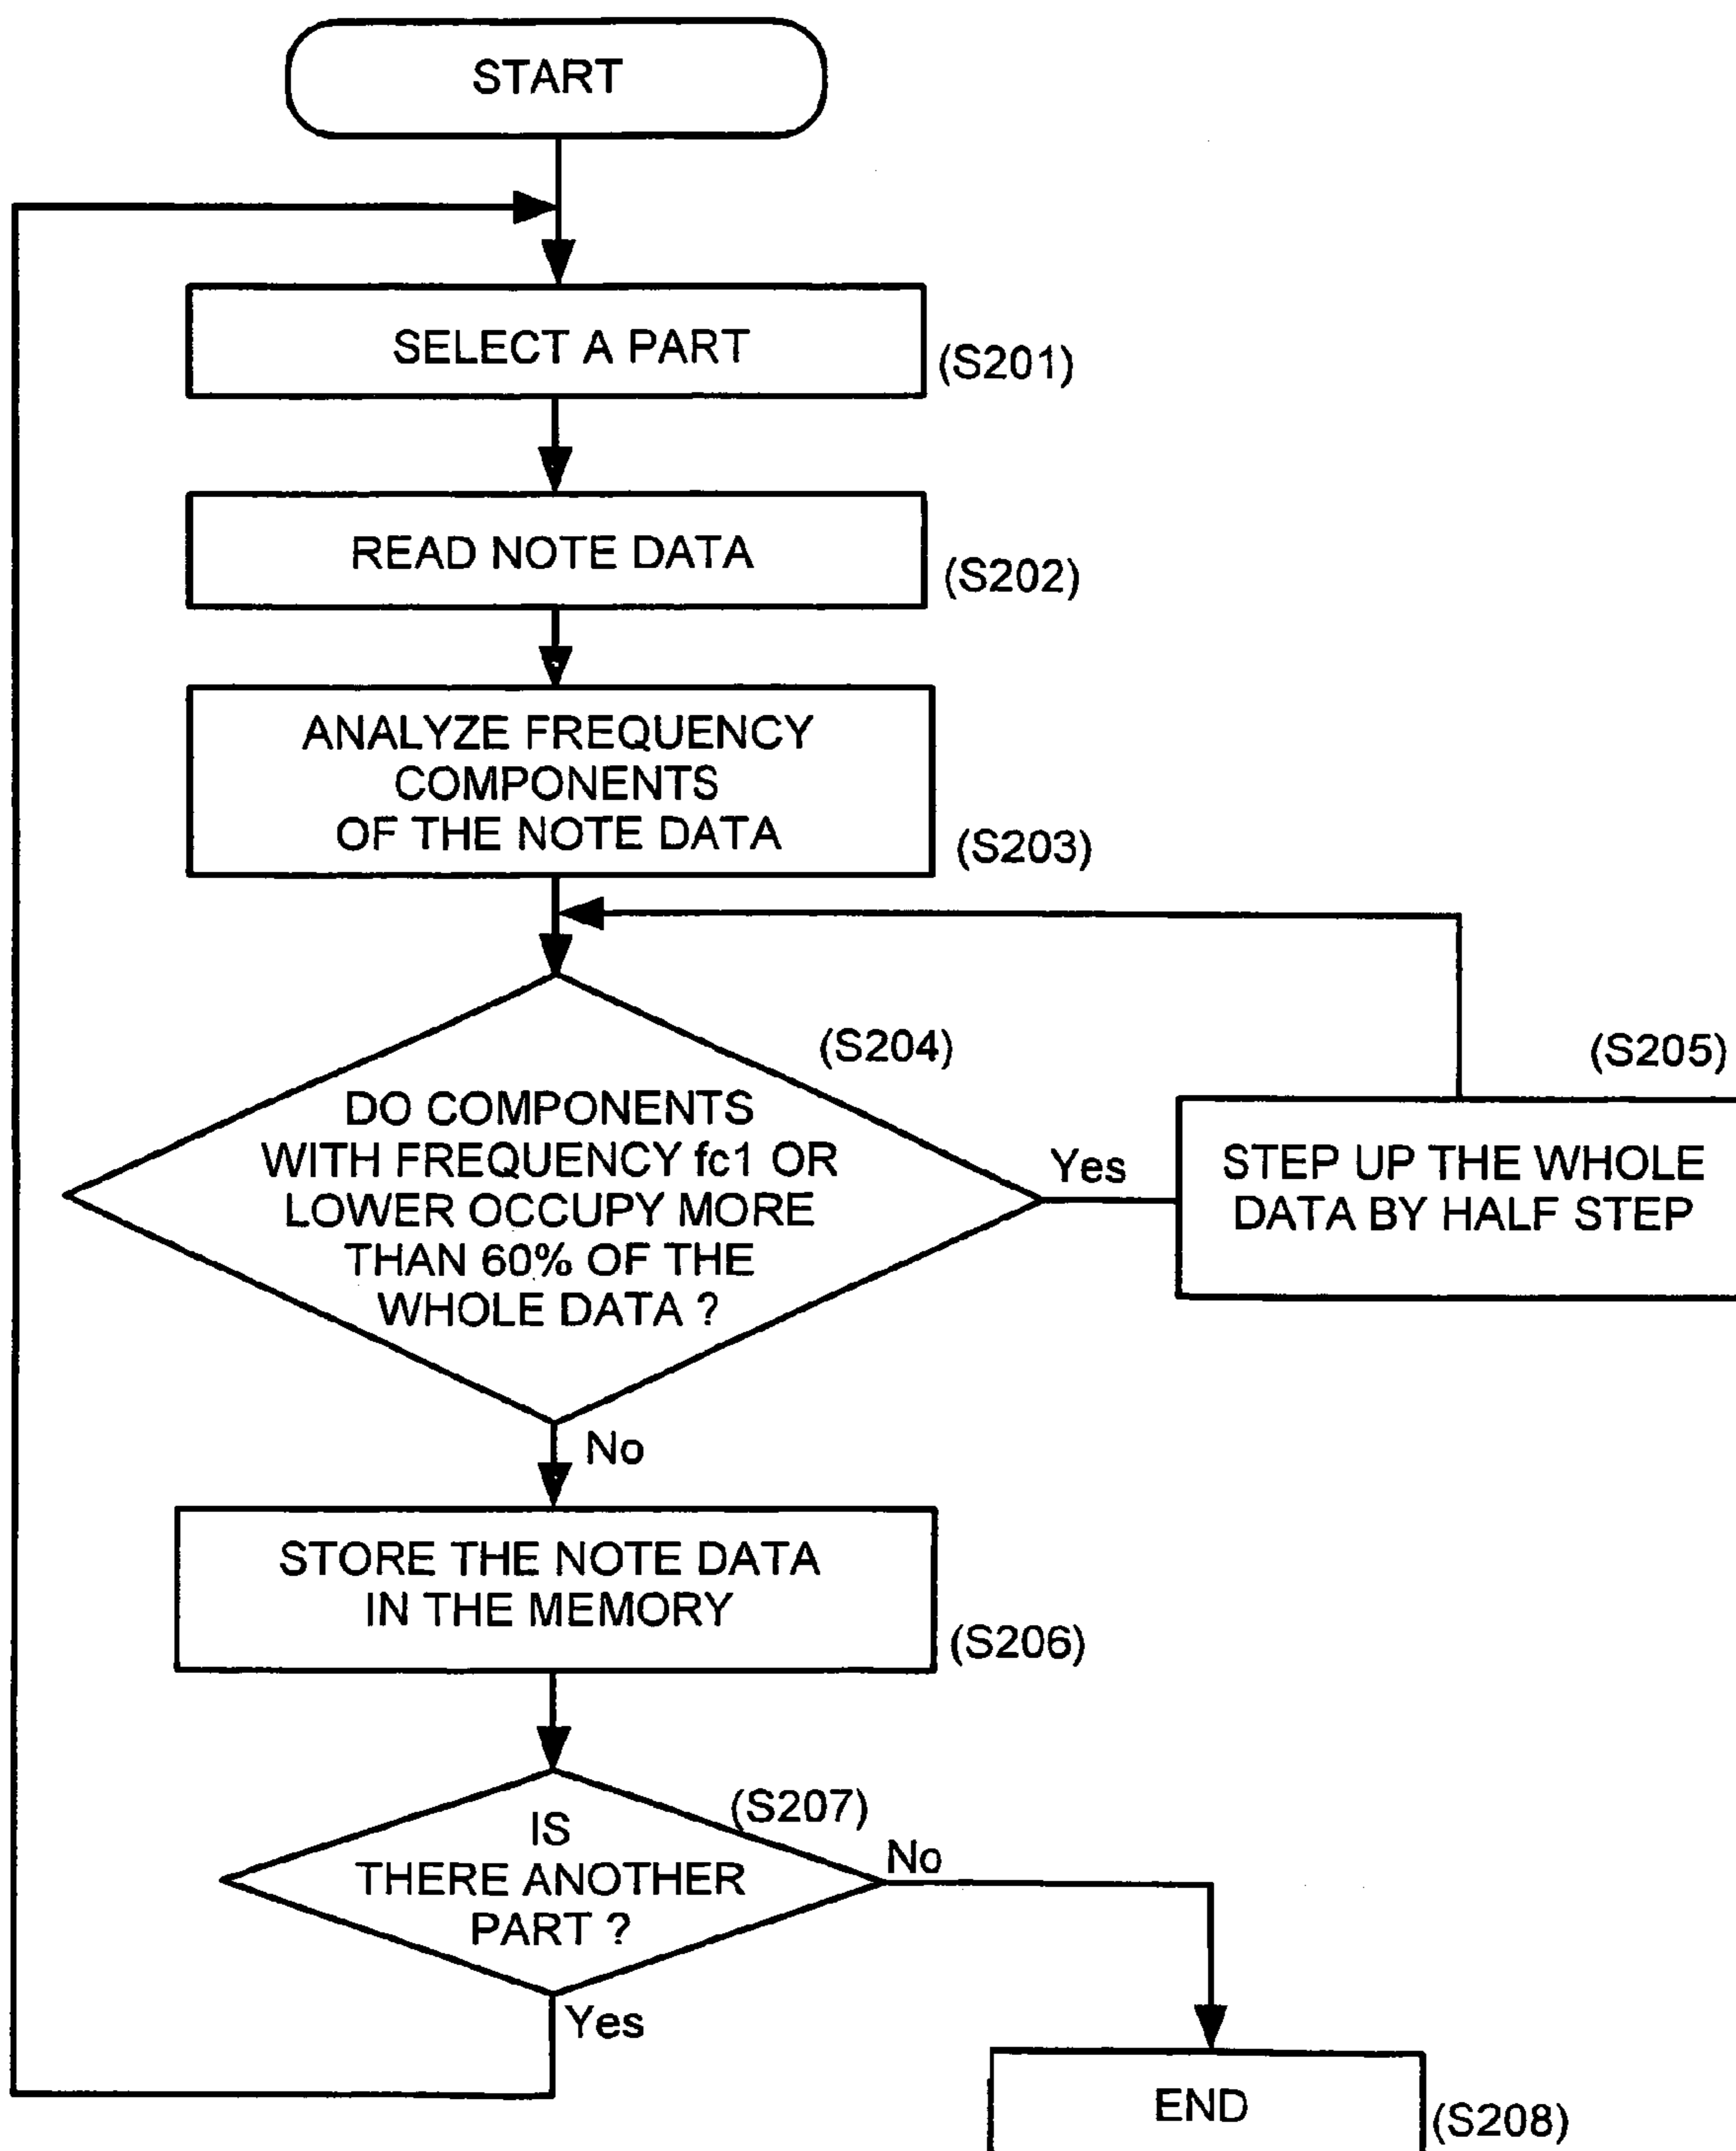 START
SELECT A PART
(S201)
READ NOTE DATA
(S202)
ANALYZE FREQUENCY
COMPONENTS
OF THE NOTE DATA
(S203)
(S204)
DO COMPONENTS
WITH FREQUENCY fc1 OR
LOWER OCCUPY MORE
THAN 60% OF THE
WHOLE DATA ?
Yes
(S205)
STEP UP THE WHOLE
DATA BY HALF STEP
No
STORE THE NOTE DATA
IN THE MEMORY
(S206)
(S207)
IS
THERE ANOTHER
PART ?
No
Yes
END
(S208)